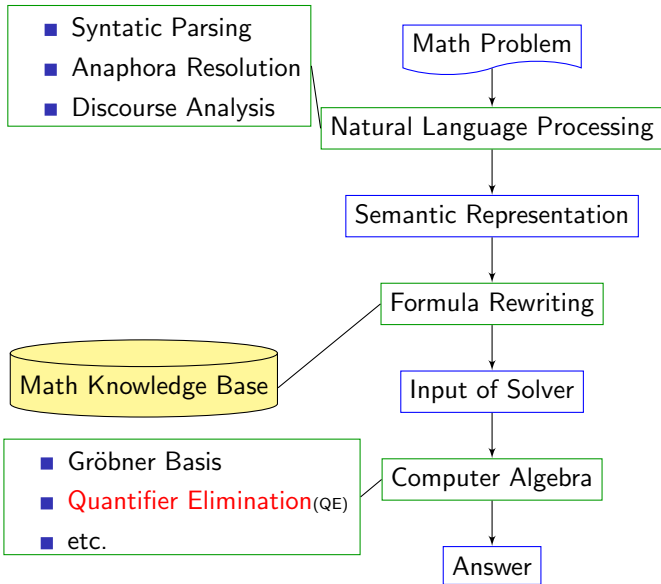 Syntatic Parsing
Anaphora Resolution
Discourse Analysis
Math Problem
Natural Language Processing
Semantic Representation
Formula Rewriting
Math Knowledge Base
Input of Solver
Gröbner Basis
Quantifier Elimination(QE)
etc.
Computer Algebra
Answer